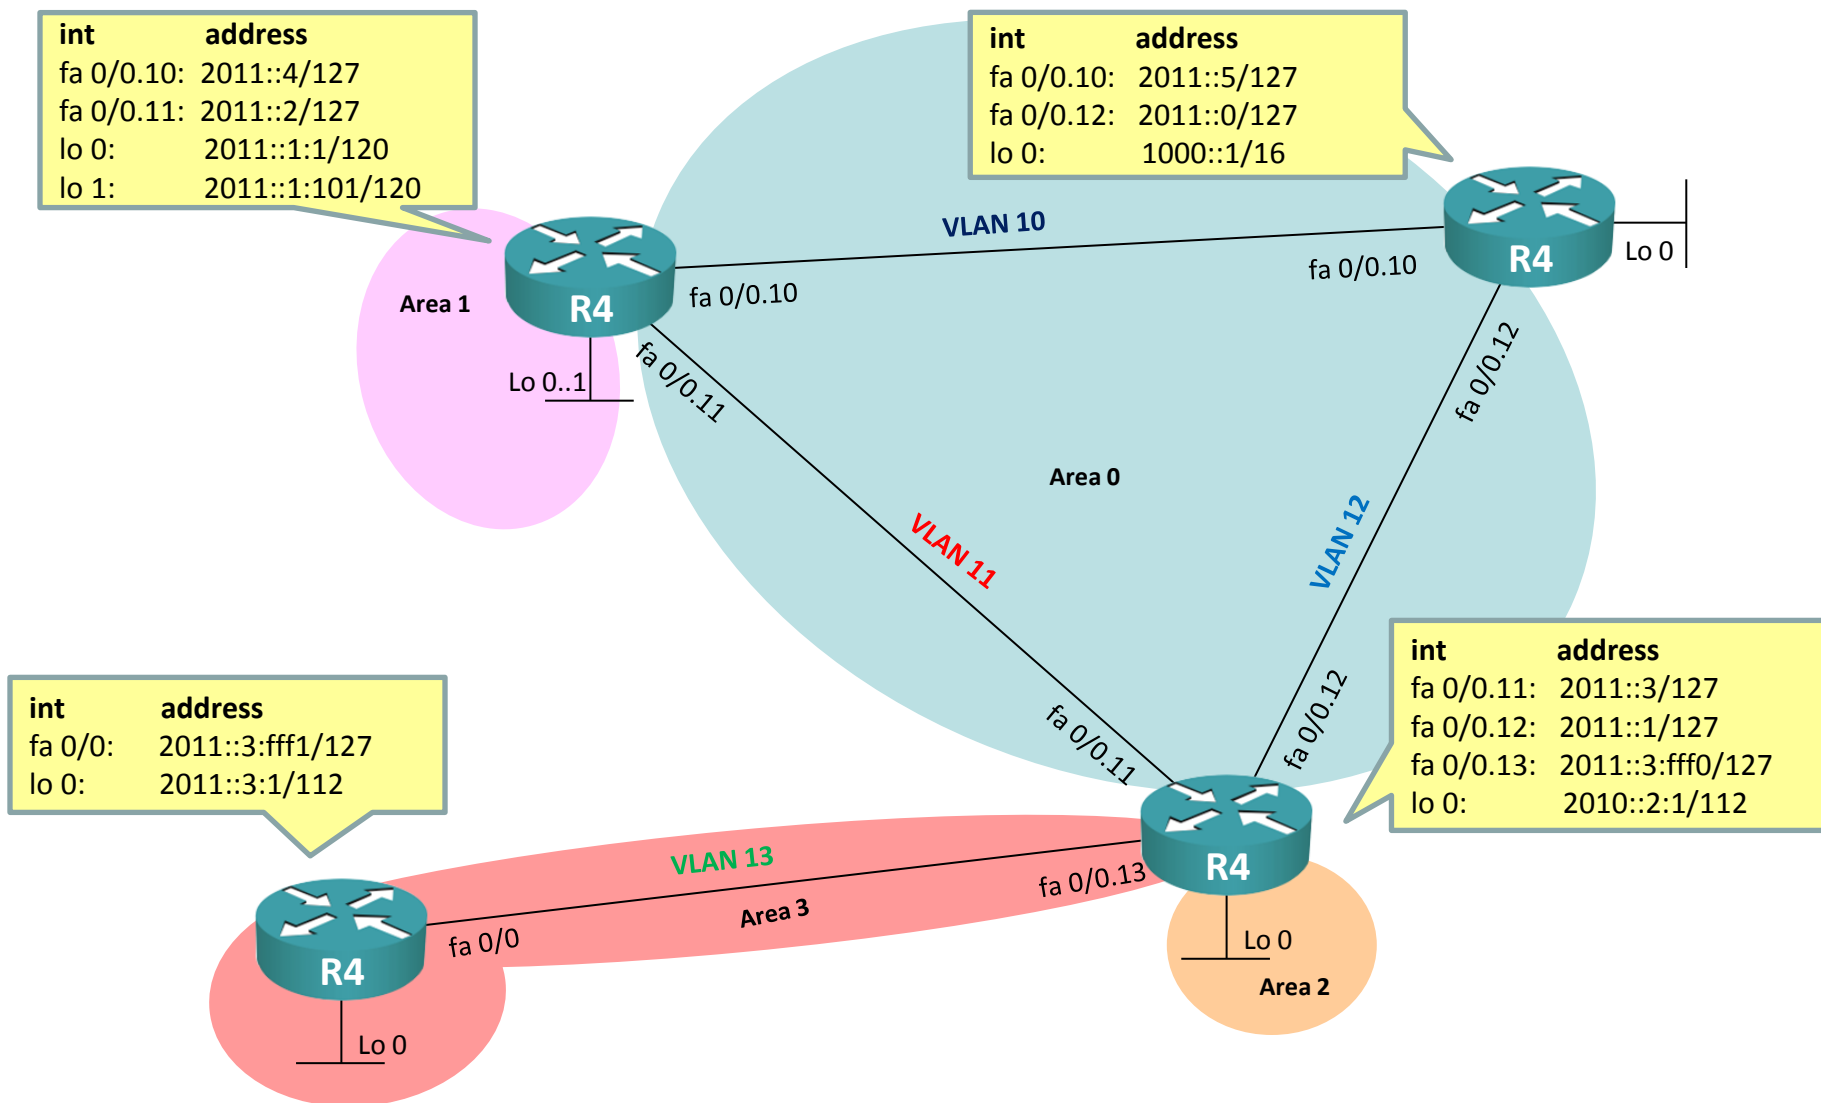 int address
fa 0/0.10: 2011::4/127
fa 0/0.11: 2011::2/127
lo 0: 2011::1:1/120
lo 1: 2011::1:101/120
int address
fa 0/0.10: 2011::5/127
fa 0/0.12: 2011::0/127
lo 0: 1000::1/16
VLAN 10
R4
Lo 0
fa 0/0.10
fa 0/0.10
Area 1
R4
fa 0/0.11
Lo 0..1
fa 0/0.12
Area 0
VLAN 11
VLAN 12
int address
fa 0/0.11: 2011::3/127
fa 0/0.12: 2011::1/127
fa 0/0.13: 2011::3:fff0/127
lo 0: 2010::2:1/112
int address
fa 0/0: 2011::3:fff1/127
lo 0: 2011::3:1/112
fa 0/0.11
fa 0/0.12
VLAN 13
R4
fa 0/0.13
Area 3
fa 0/0
R4
Lo 0
Area 2
Lo 0